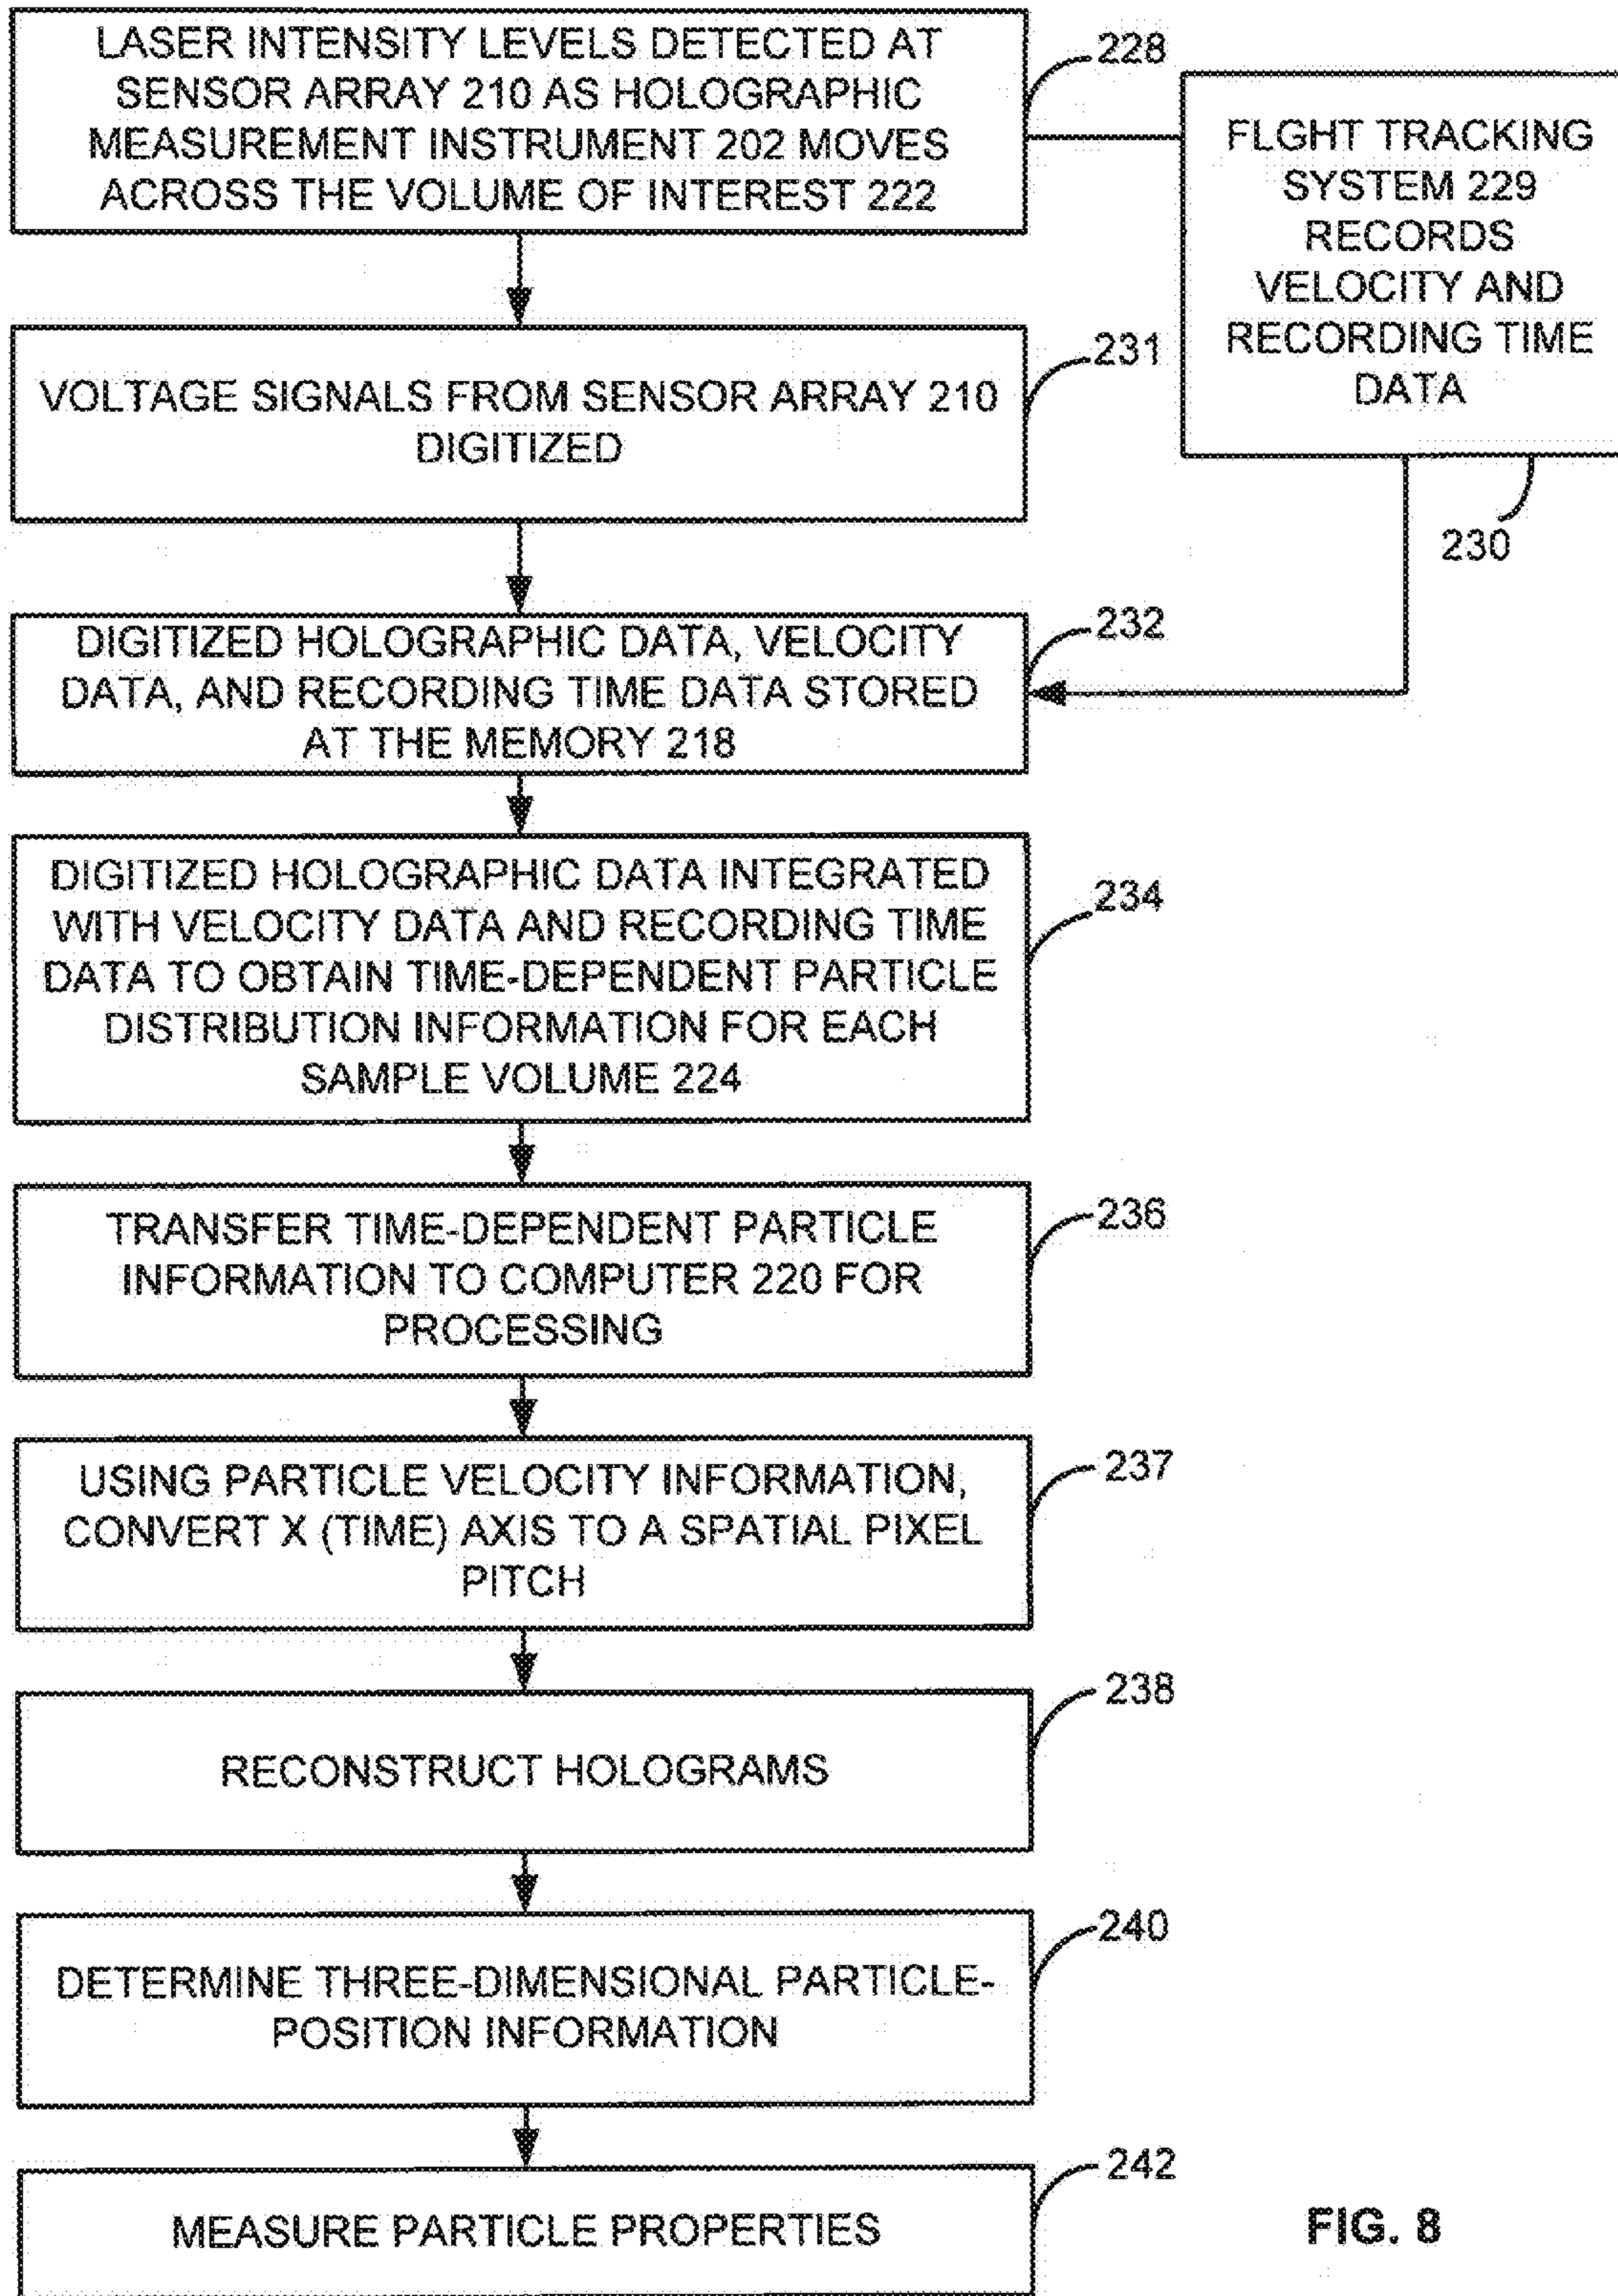 LASER INTENSITY LEVELS DETECTED AT
SENSOR ARRAY 210 AS HOLOGRAPHIC
MEASUREMENT INSTRUMENT 202 MOVES
ACROSS THE VOLUME OF INTEREST 222
228
FLGHT TRACKING
SYSTEM 229
RECORDS
VELOCITY AND
RECORDING TIME
DATA
230
VOLTAGE SIGNALS FROM SENSOR ARRAY 210
DIGITIZED
231
DIGITIZED HOLOGRAPHIC DATA, VELOCITY
DATA, AND RECORDING TIME DATA STORED
AT THE MEMORY 218
232
DIGITIZED HOLOGRAPHIC DATA INTEGRATED
WITH VELOCITY DATA AND RECORDING TIME
DATA TO OBTAIN TIME-DEPENDENT PARTICLE
DISTRIBUTION INFORMATION FOR EACH
SAMPLE VOLUME 224
234
TRANSFER TIME-DEPENDENT PARTICLE
INFORMATION TO COMPUTER 220 FOR
PROCESSING
236
USING PARTICLE VELOCITY INFORMATION,
CONVERT X (TIME) AXIS TO A SPATIAL PIXEL
PITCH
237
RECONSTRUCT HOLOGRAMS
238
DETERMINE THREE-DIMENSIONAL PARTICLE-
POSITION INFORMATION
240
MEASURE PARTICLE PROPERTIES
242
FIG. 8